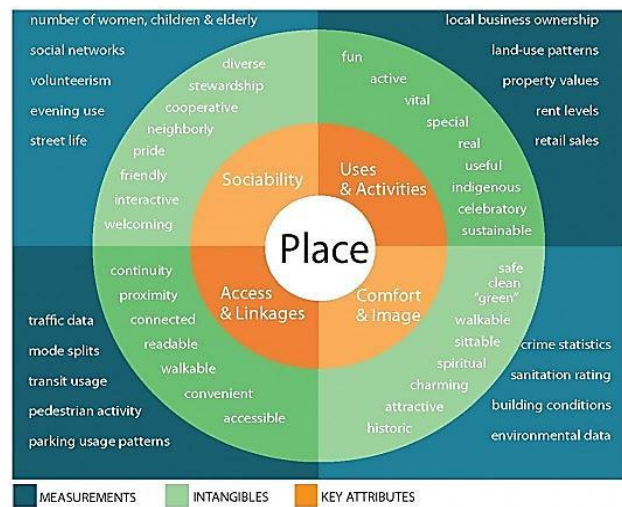 number of women, children & elderly
social networks
volunteerism
evening use
street life
diverse
stewardship
cooperative
neighborly
pride
friendly
interactive
welcoming
Sociability
fun
active
vital
special
real
useful
indigenous
celebratory
sustainable
Uses
& Activities
local business ownership
land-use patterns
property values
rent levels
retail sales
Place
traffic data
mode splits
transit usage
pedestrian activity
parking usage patterns
continuity
proximity
connected
readable
walkable
convenient
accessible
Access
& Linkages
Comfort
& Image
safe
clean
"green"
walkable
sittable
spiritual
charming
attractive
historic
crime statistics
sanitation rating
building conditions
environmental data
MEASUREMENTS
INTANGIBLES
KEY ATTRIBUTES